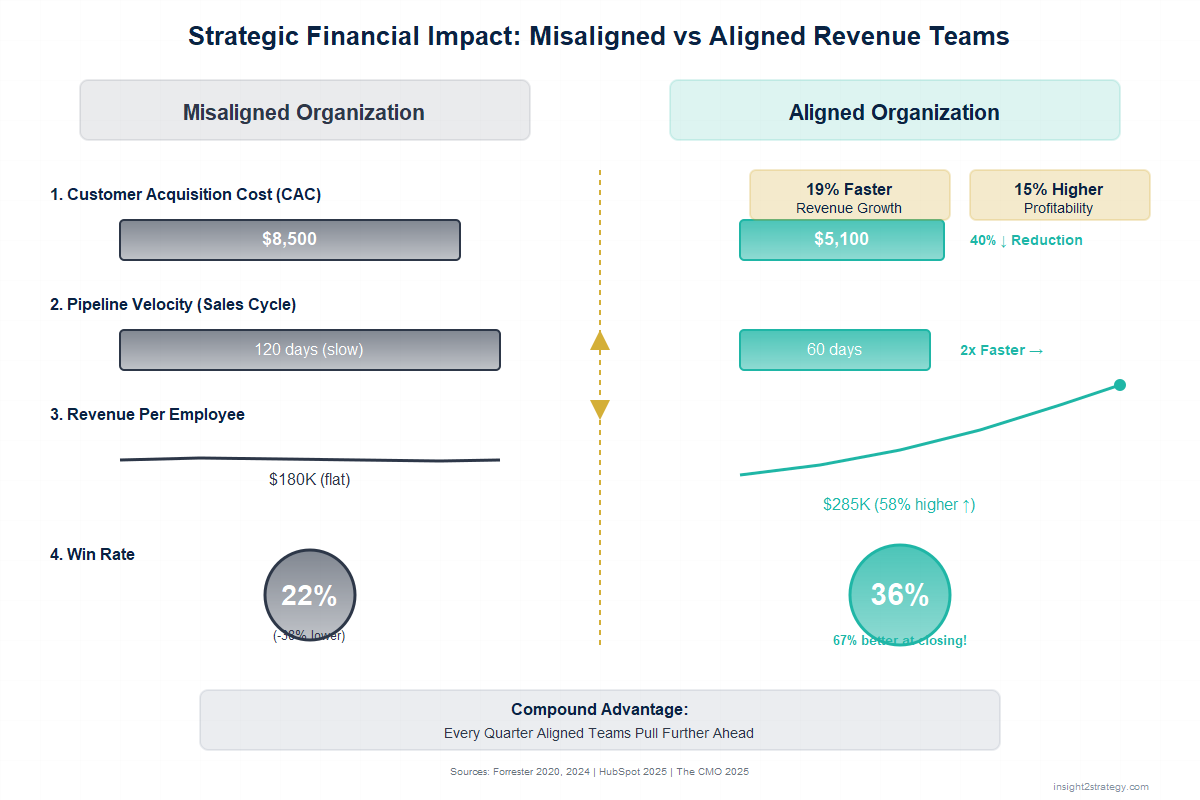 Strategic Financial Impact: Misaligned vs Aligned Revenue Teams
Misaligned Organization
Aligned Organization
1. Customer Acquisition Cost (CAC)
19% Faster
Revenue Growth
15% Higher
Profitability
$8,500
$5,100
40% ↓ Reduction
2. Pipeline Velocity (Sales Cycle)
120 days (slow)
60 days
2x Faster →
3. Revenue Per Employee
$180K (flat)
$285K (58% higher ↑)
4. Win Rate
22%
(-38% lower)
36%
67% better at closing!
Compound Advantage:
Every Quarter Aligned Teams Pull Further Ahead
Sources: Forrester 2020, 2024 | HubSpot 2025 | The CMO 2025
insight2strategy.com